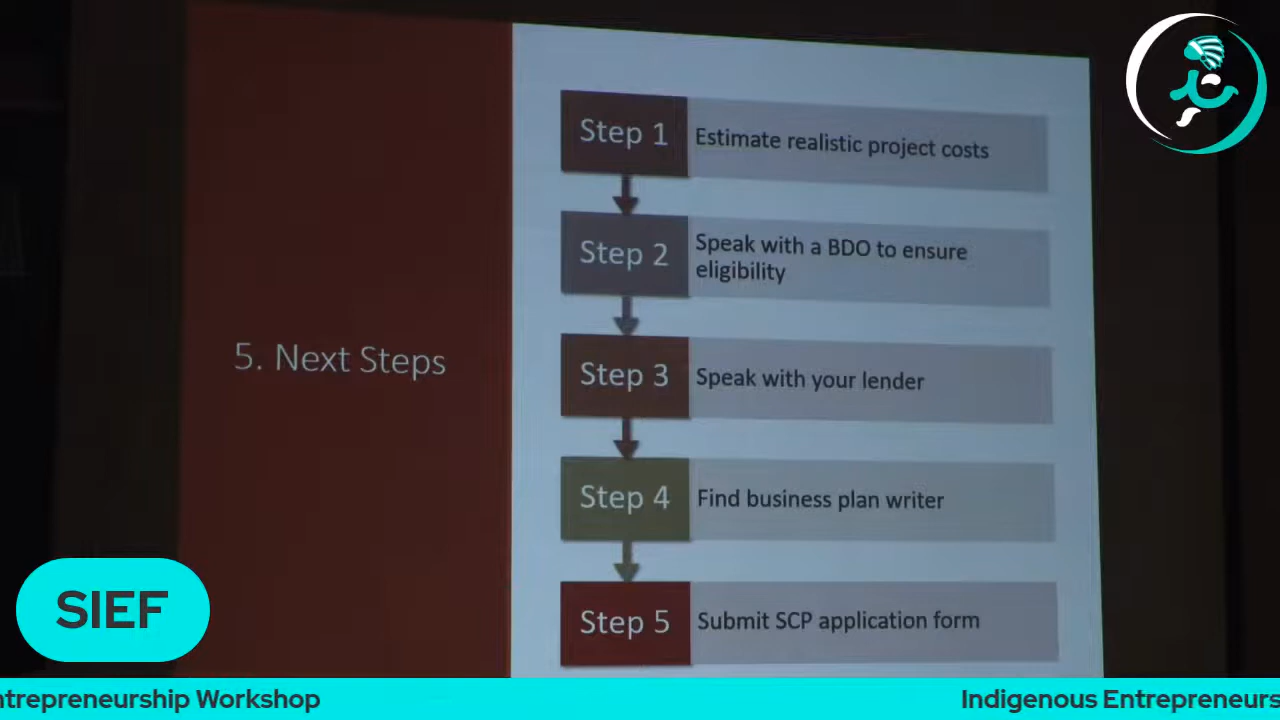 5. Next Steps
Step 1
Estimate realistic project costs
Step 2
Speak with a BDO to ensure
eligibility
Step 3
Speak with your lender
Step 4
Find business plan writer
Step 5
Submit SCP application form
SIEF
ntrepreneurship Workshop
Indigenous Entrepreneurs